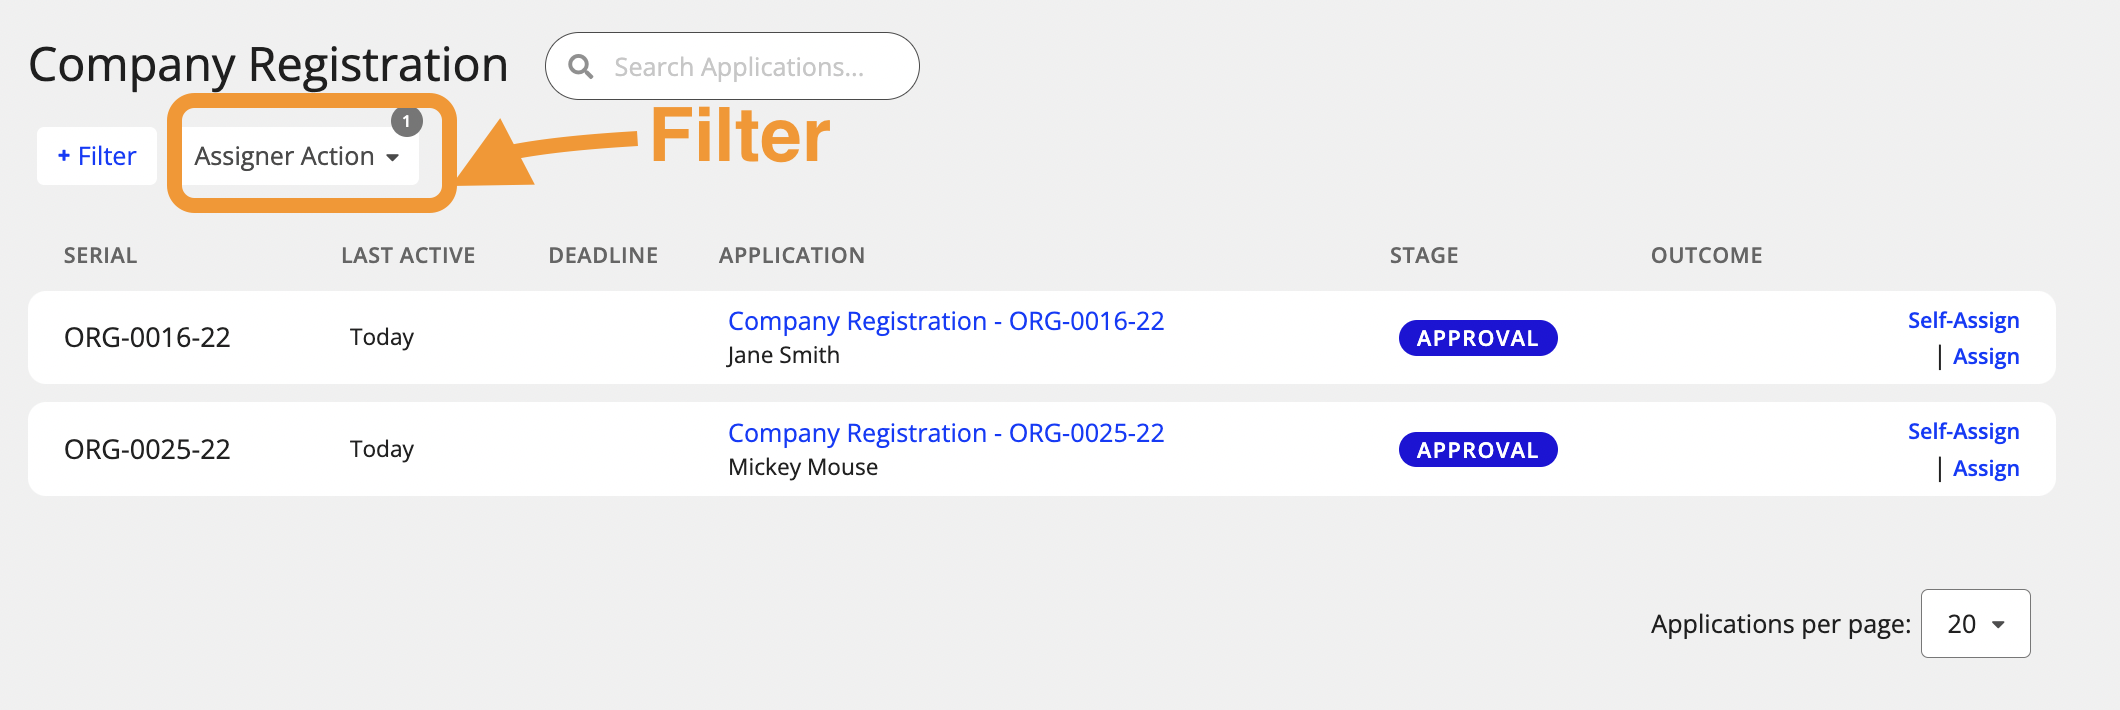 Company Registration
Search Applications...
+ Filter
Assigner Action
1
Filter
SERIAL LAST ACTIVE DEADLINE APPLICATION STAGE OUTCOME
ORG-0016-22 Today Company Registration - ORG-0016-22 APPROVAL Self-Assign
Jane Smith | Assign
ORG-0025-22 Today Company Registration - ORG-0025-22 APPROVAL Self-Assign
Mickey Mouse | Assign
Applications per page: 20